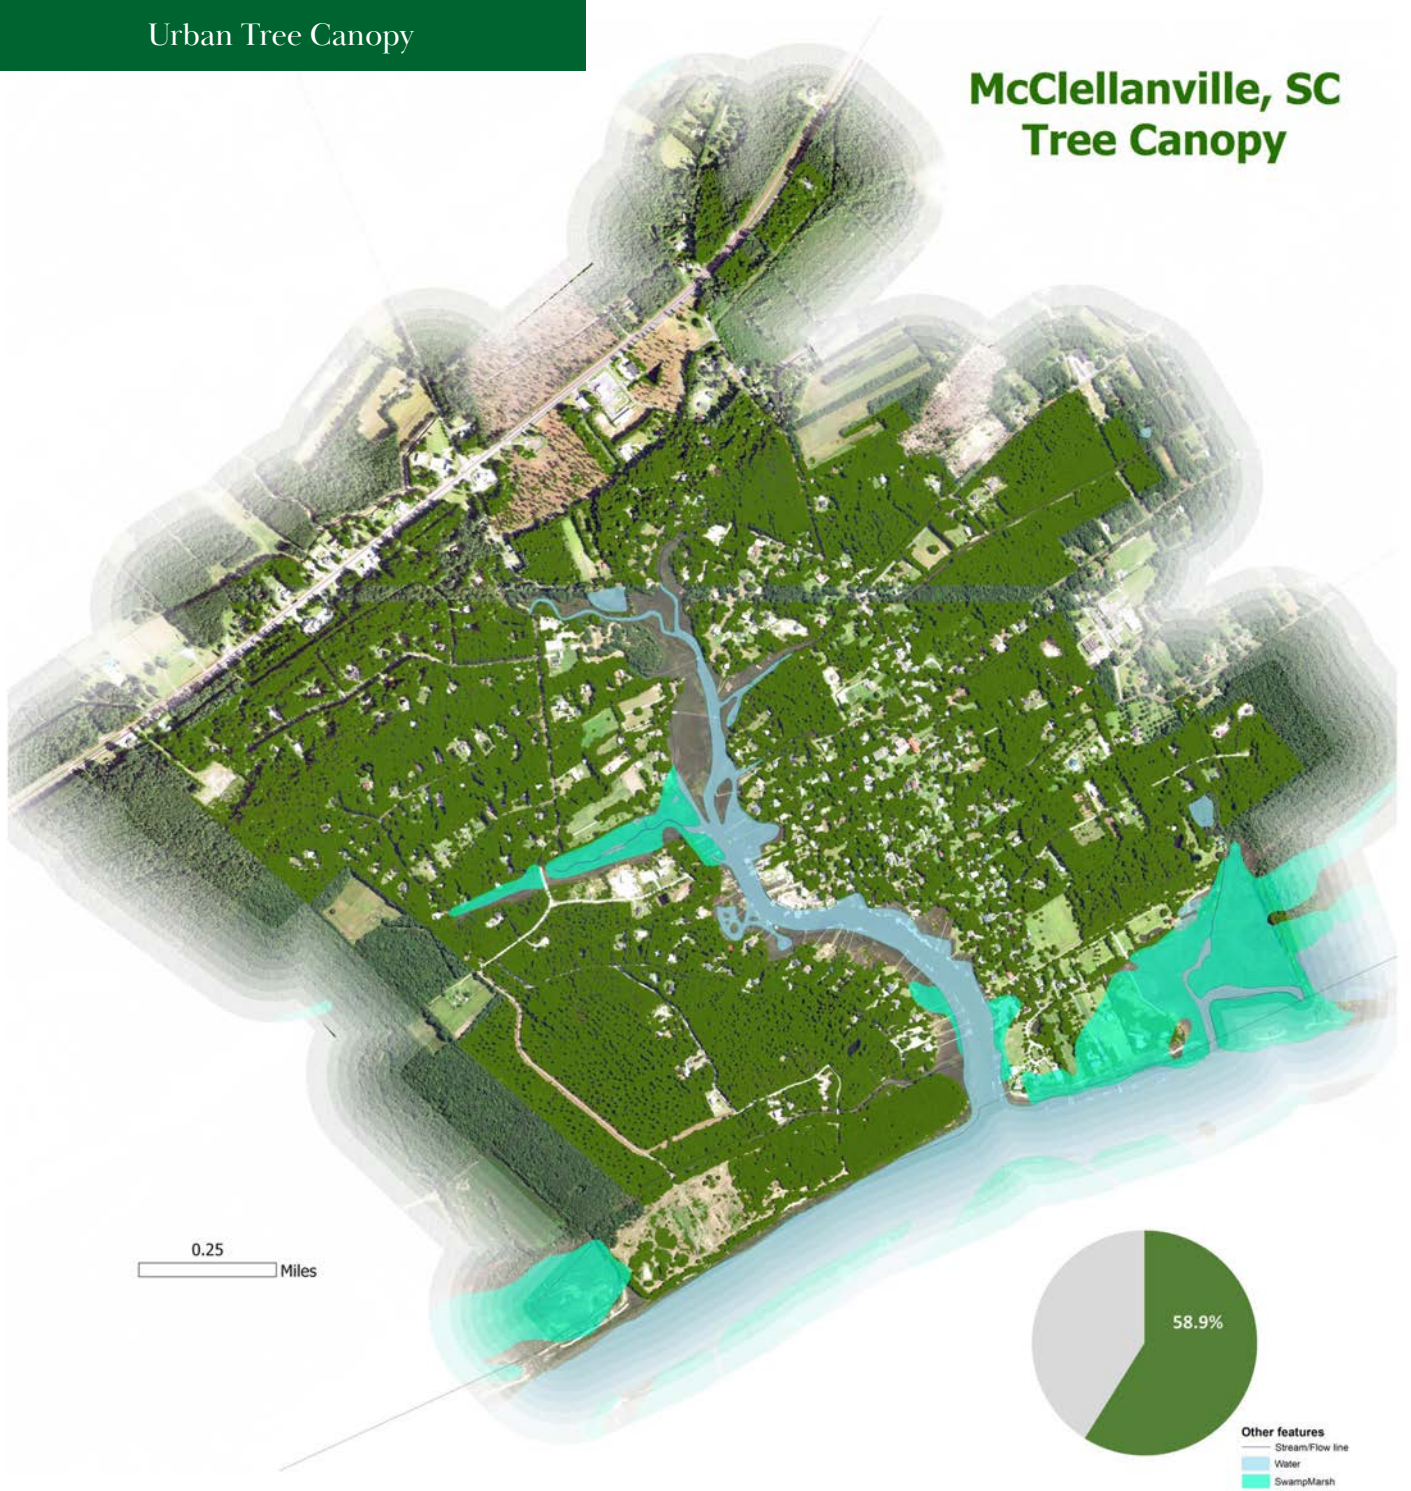 Urban Tree Canopy
McClellanville, SC
Tree Canopy
0.25
Miles
58.9%
Other features
Stream/Flow line
Water
SwampMarsh